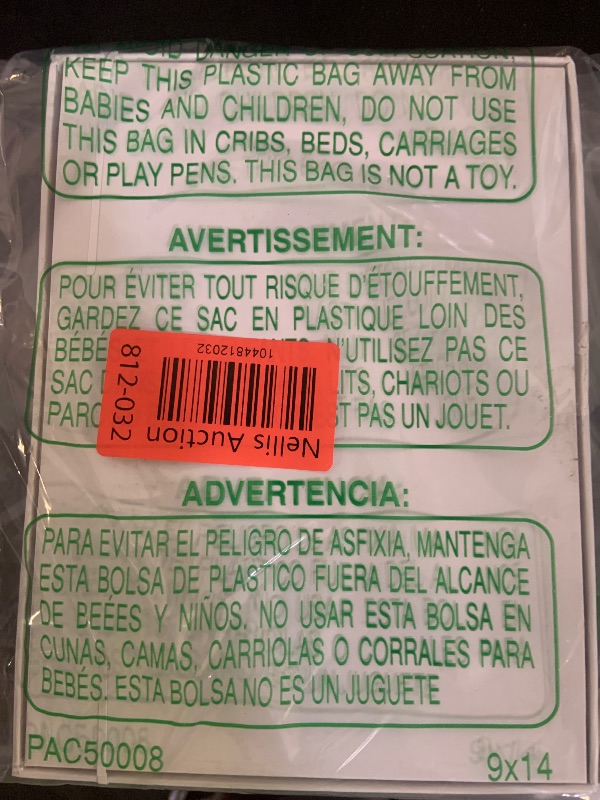 KEEP THIS PLASTIC BAG AWAY FROM
BABIES AND CHILDREN, DO NOT USE
THIS BAG IN CRIBS, BEDS, CARRIAGES
OR PLAY PENS. THIS BAG IS NOT A TOY.
AVERTISSEMENT:
POUR ÉVITER TOUT RISQUE D'ÉTOUFFEMENT,
GARDEZ CE SAC EN PLASTIQUE LOIN DES
N'UTILISEZ PAS CE
SAC
CHARIOTS OU
PAS UN JOUET.
Nellis Auction
1044812032
812-032
ADVERTENCIA:
PARA EVITAR EL PELIGRO DE ASFIXIA, MANTENGA
ESTA BOLSA DE PLASTICO FUERA DEL ALCANCE
DE BEÉES Y NIÑOS. NO USAR ESTA BOLSA EN
CUNAS, CAMAS, CARRIOLAS O CORRALES PARA
BEBÉS. ESTA BOLSA NO ES UN JUGUETE
PAC50008
9x14